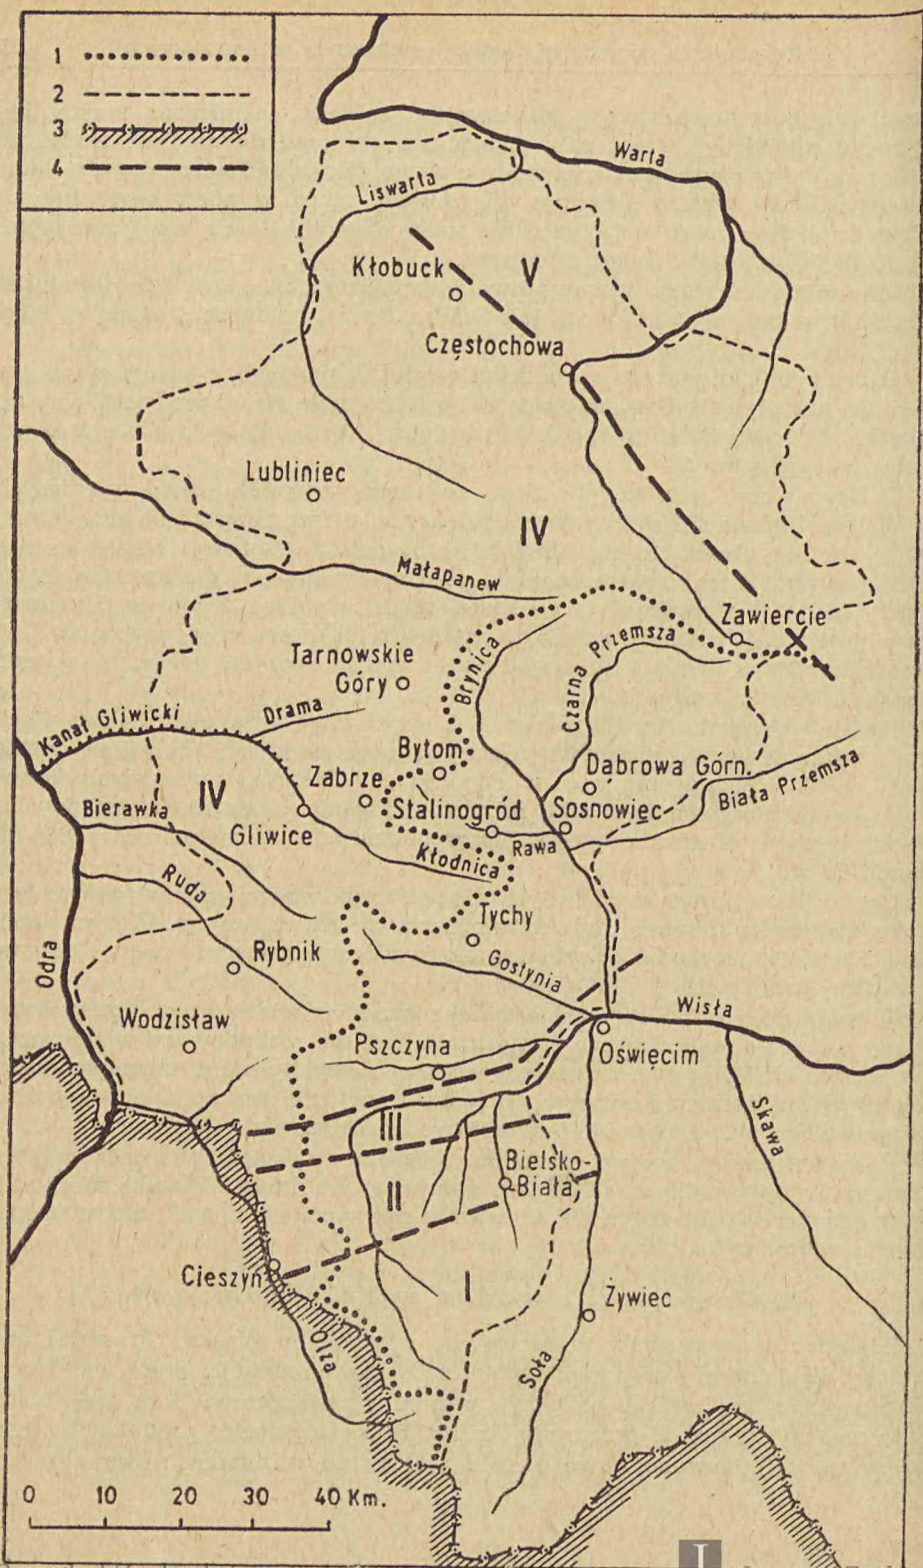 1
2
3
4
Warta
Liswarta
Kłobuck
V
Częstochowa
Lubliniec
IV
Małapanew
Zawiercie
Tarnowskie
Góry
Brynica
Czarna Przemsza
Kanał Gliwicki
Drama
Bytom
Zabrze
Dąbrowa Górn.
Biała Przemsza
IV
Stalinogród
Sosnowiec
Bierawka
Gliwice
Rawa
Kłodnica
Ruda
Tychy
Rybnik
Gostynia
Odra
Wisła
Wodzisław
Pszczyna
Oświęcim
Skawa
III
Bielsko-
Biała
II
Cieszyn
I
Żywiec
Olza
Soła
0 10 20 30 40 Km.